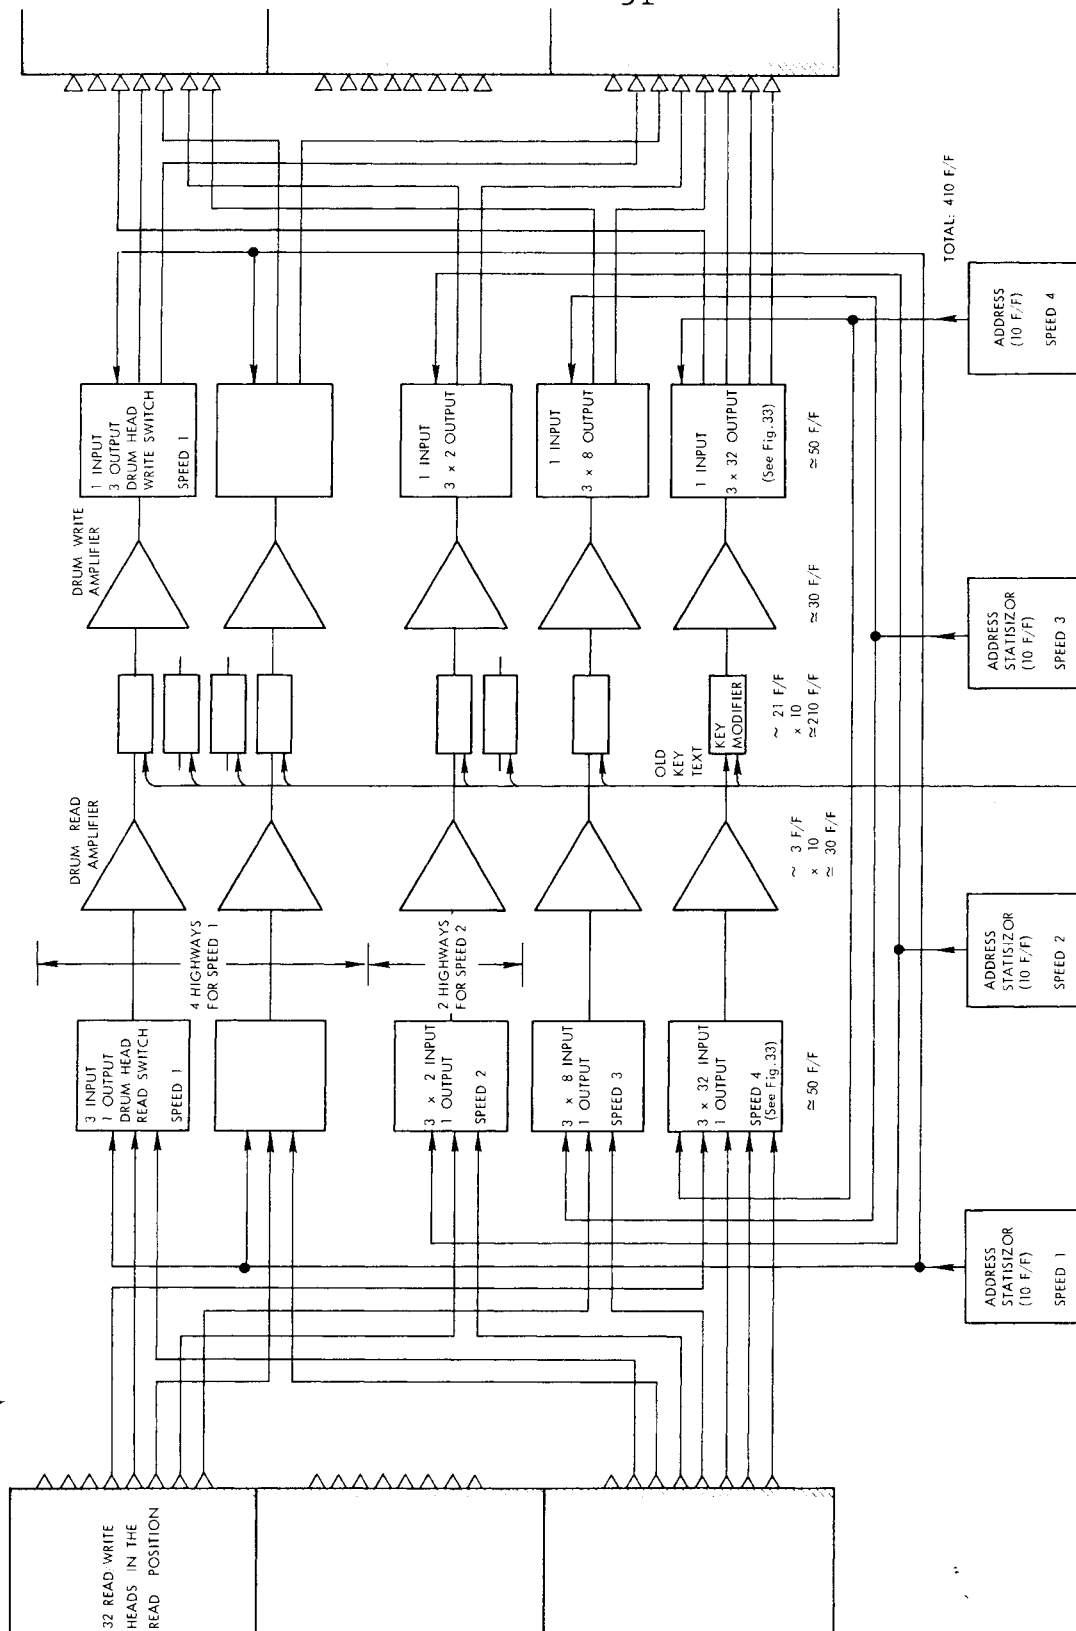 32 READ/WRITE
HEADS IN THE
READ POSITION
3 INPUT
1 OUTPUT
DRUM HEAD
READ SWITCH
SPEED 1
3 x 2 INPUT
1 OUTPUT
SPEED 2
3 x 8 INPUT
1 OUTPUT
SPEED 3
3 x 32 INPUT
1 OUTPUT
SPEED 4
(See Fig.33)
≃50 F/F
4 HIGHWAYS
FOR SPEED 1
2 HIGHWAYS
FOR SPEED 2
DRUM READ
AMPLIFIER
~ 3 F/F
x 10
≃ 30 F/F
OLD
KEY
TEXT
KEY
MODIFIER
~ 21 F/F
x 10
≃210 F/F
DRUM WRITE
AMPLIFIER
≃30 F/F
1 INPUT
3 OUTPUT
DRUM HEAD
WRITE SWITCH
SPEED 1
1 INPUT
3 x 2 OUTPUT
1 INPUT
3 x 8 OUTPUT
1 INPUT
3 x 32 OUTPUT
(See Fig.33)
≃50 F/F
ADDRESS
STATISIZOR
(10 F/F)
SPEED 1
ADDRESS
STATISIZOR
(10 F/F)
SPEED 2
ADDRESS
STATISIZOR
(10 F/F)
SPEED 3
ADDRESS
(10 F/F)
SPEED 4
TOTAL: 410 F/F